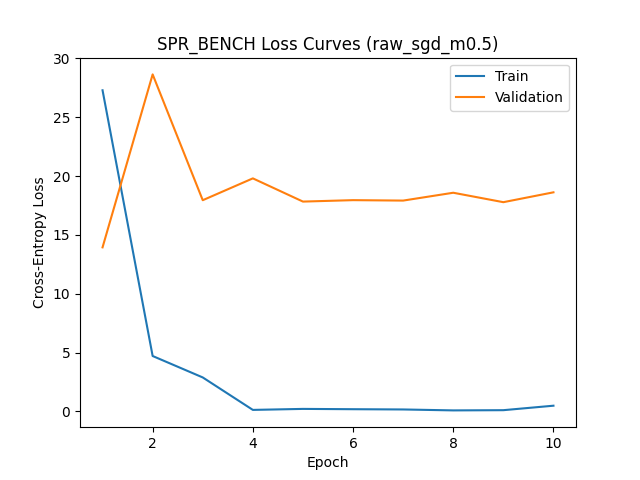 SPR_BENCH Loss Curves (raw_sgd_m0.5)
Train
Validation
Cross-Entropy Loss
30
25
20
15
10
5
0
2
4
6
8
10
Epoch